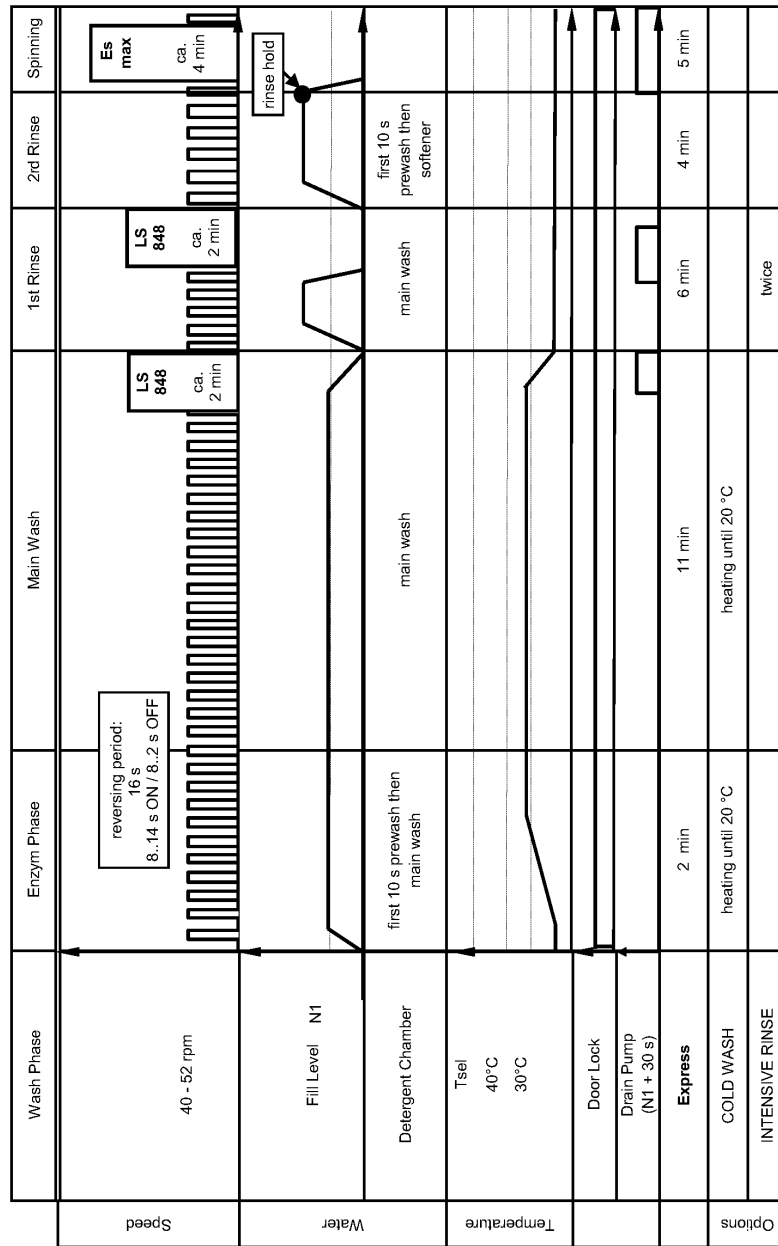 Wash Phase
Enzym Phase
Main Wash
1st Rinse
2nd Rinse
Spinning
Speed
40 - 52 rpm
reversing period:
16 s
8..14 s ON / 8..2 s OFF
LS
848
ca.
2 min
LS
848
ca.
2 min
Es
max
ca.
4 min
Water
Fill Level N1
rinse hold
Detergent Chamber
first 10 s prewash then
main wash
main wash
main wash
first 10 s
prewash then
softener
Temperature
Tsel
40°C
30°C
Door Lock
Drain Pump
(N1 + 30 s)
Options
Express
2 min
11 min
6 min
4 min
5 min
COLD WASH
heating until 20 °C
heating until 20 °C
INTENSIVE RINSE
twice